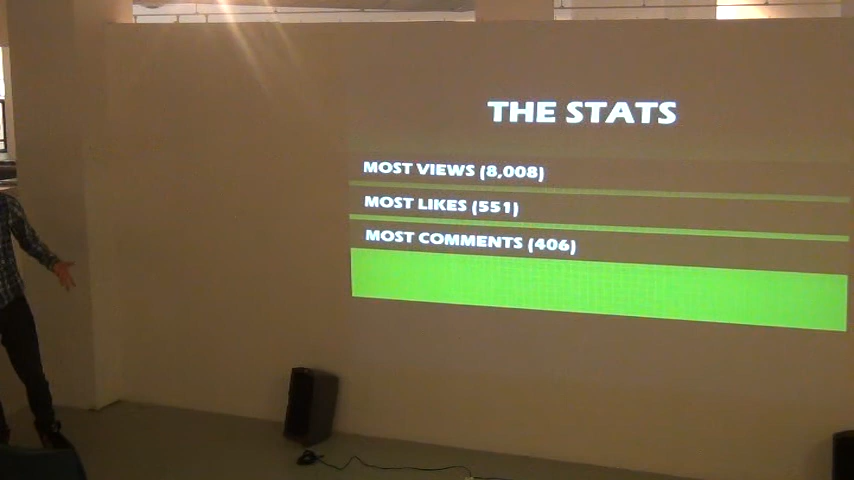 THE STATS
MOST VIEWS (8,008)
MOST LIKES (551)
MOST COMMENTS (406)